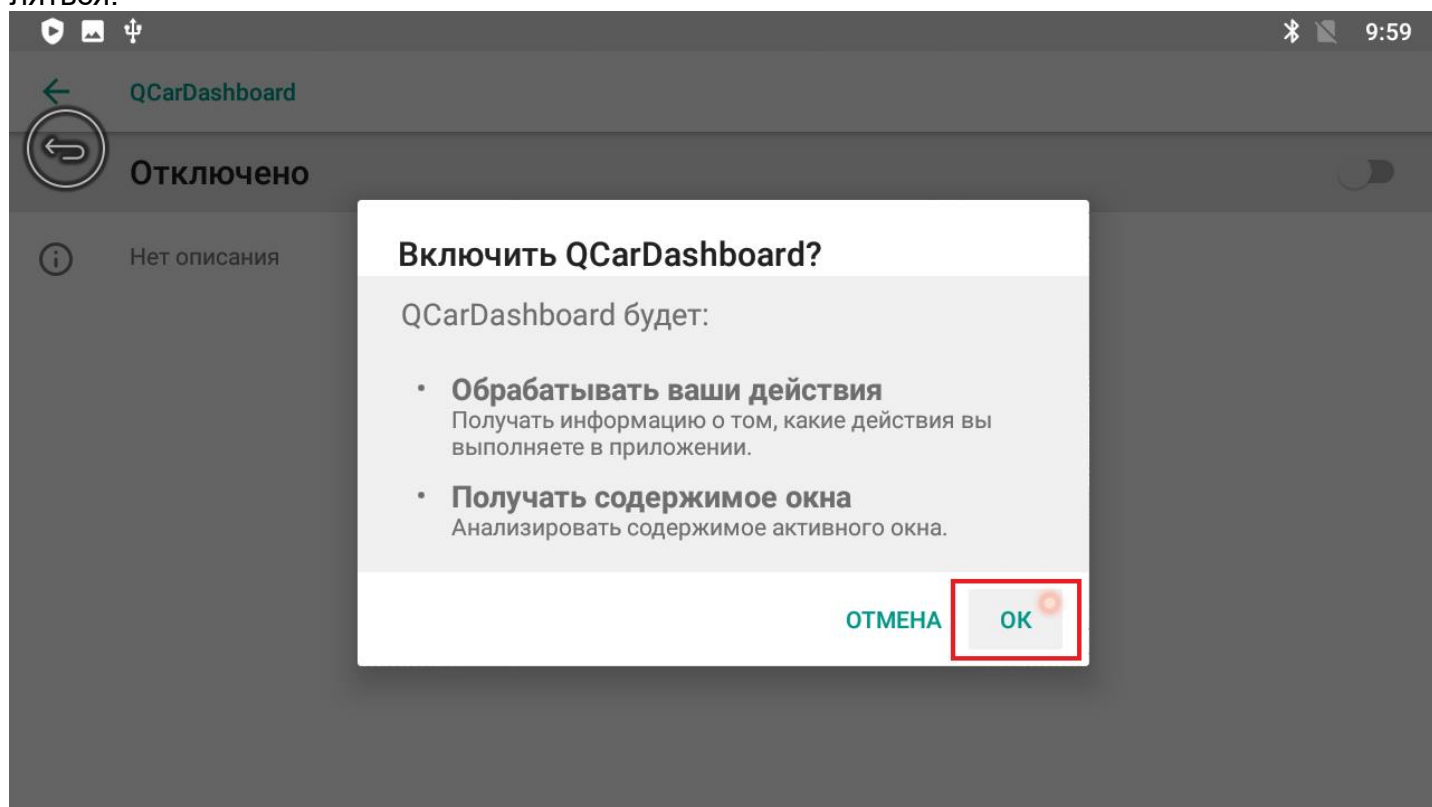 ляться.
9:59
QCarDashboard
Отключено
Нет описания
Включить QCarDashboard?
QCarDashboard будет:
• Обрабатывать ваши действия
Получать информацию о том, какие действия вы
выполняете в приложении.
• Получать содержимое окна
Анализировать содержимое активного окна.
ОТМЕНА
ОК